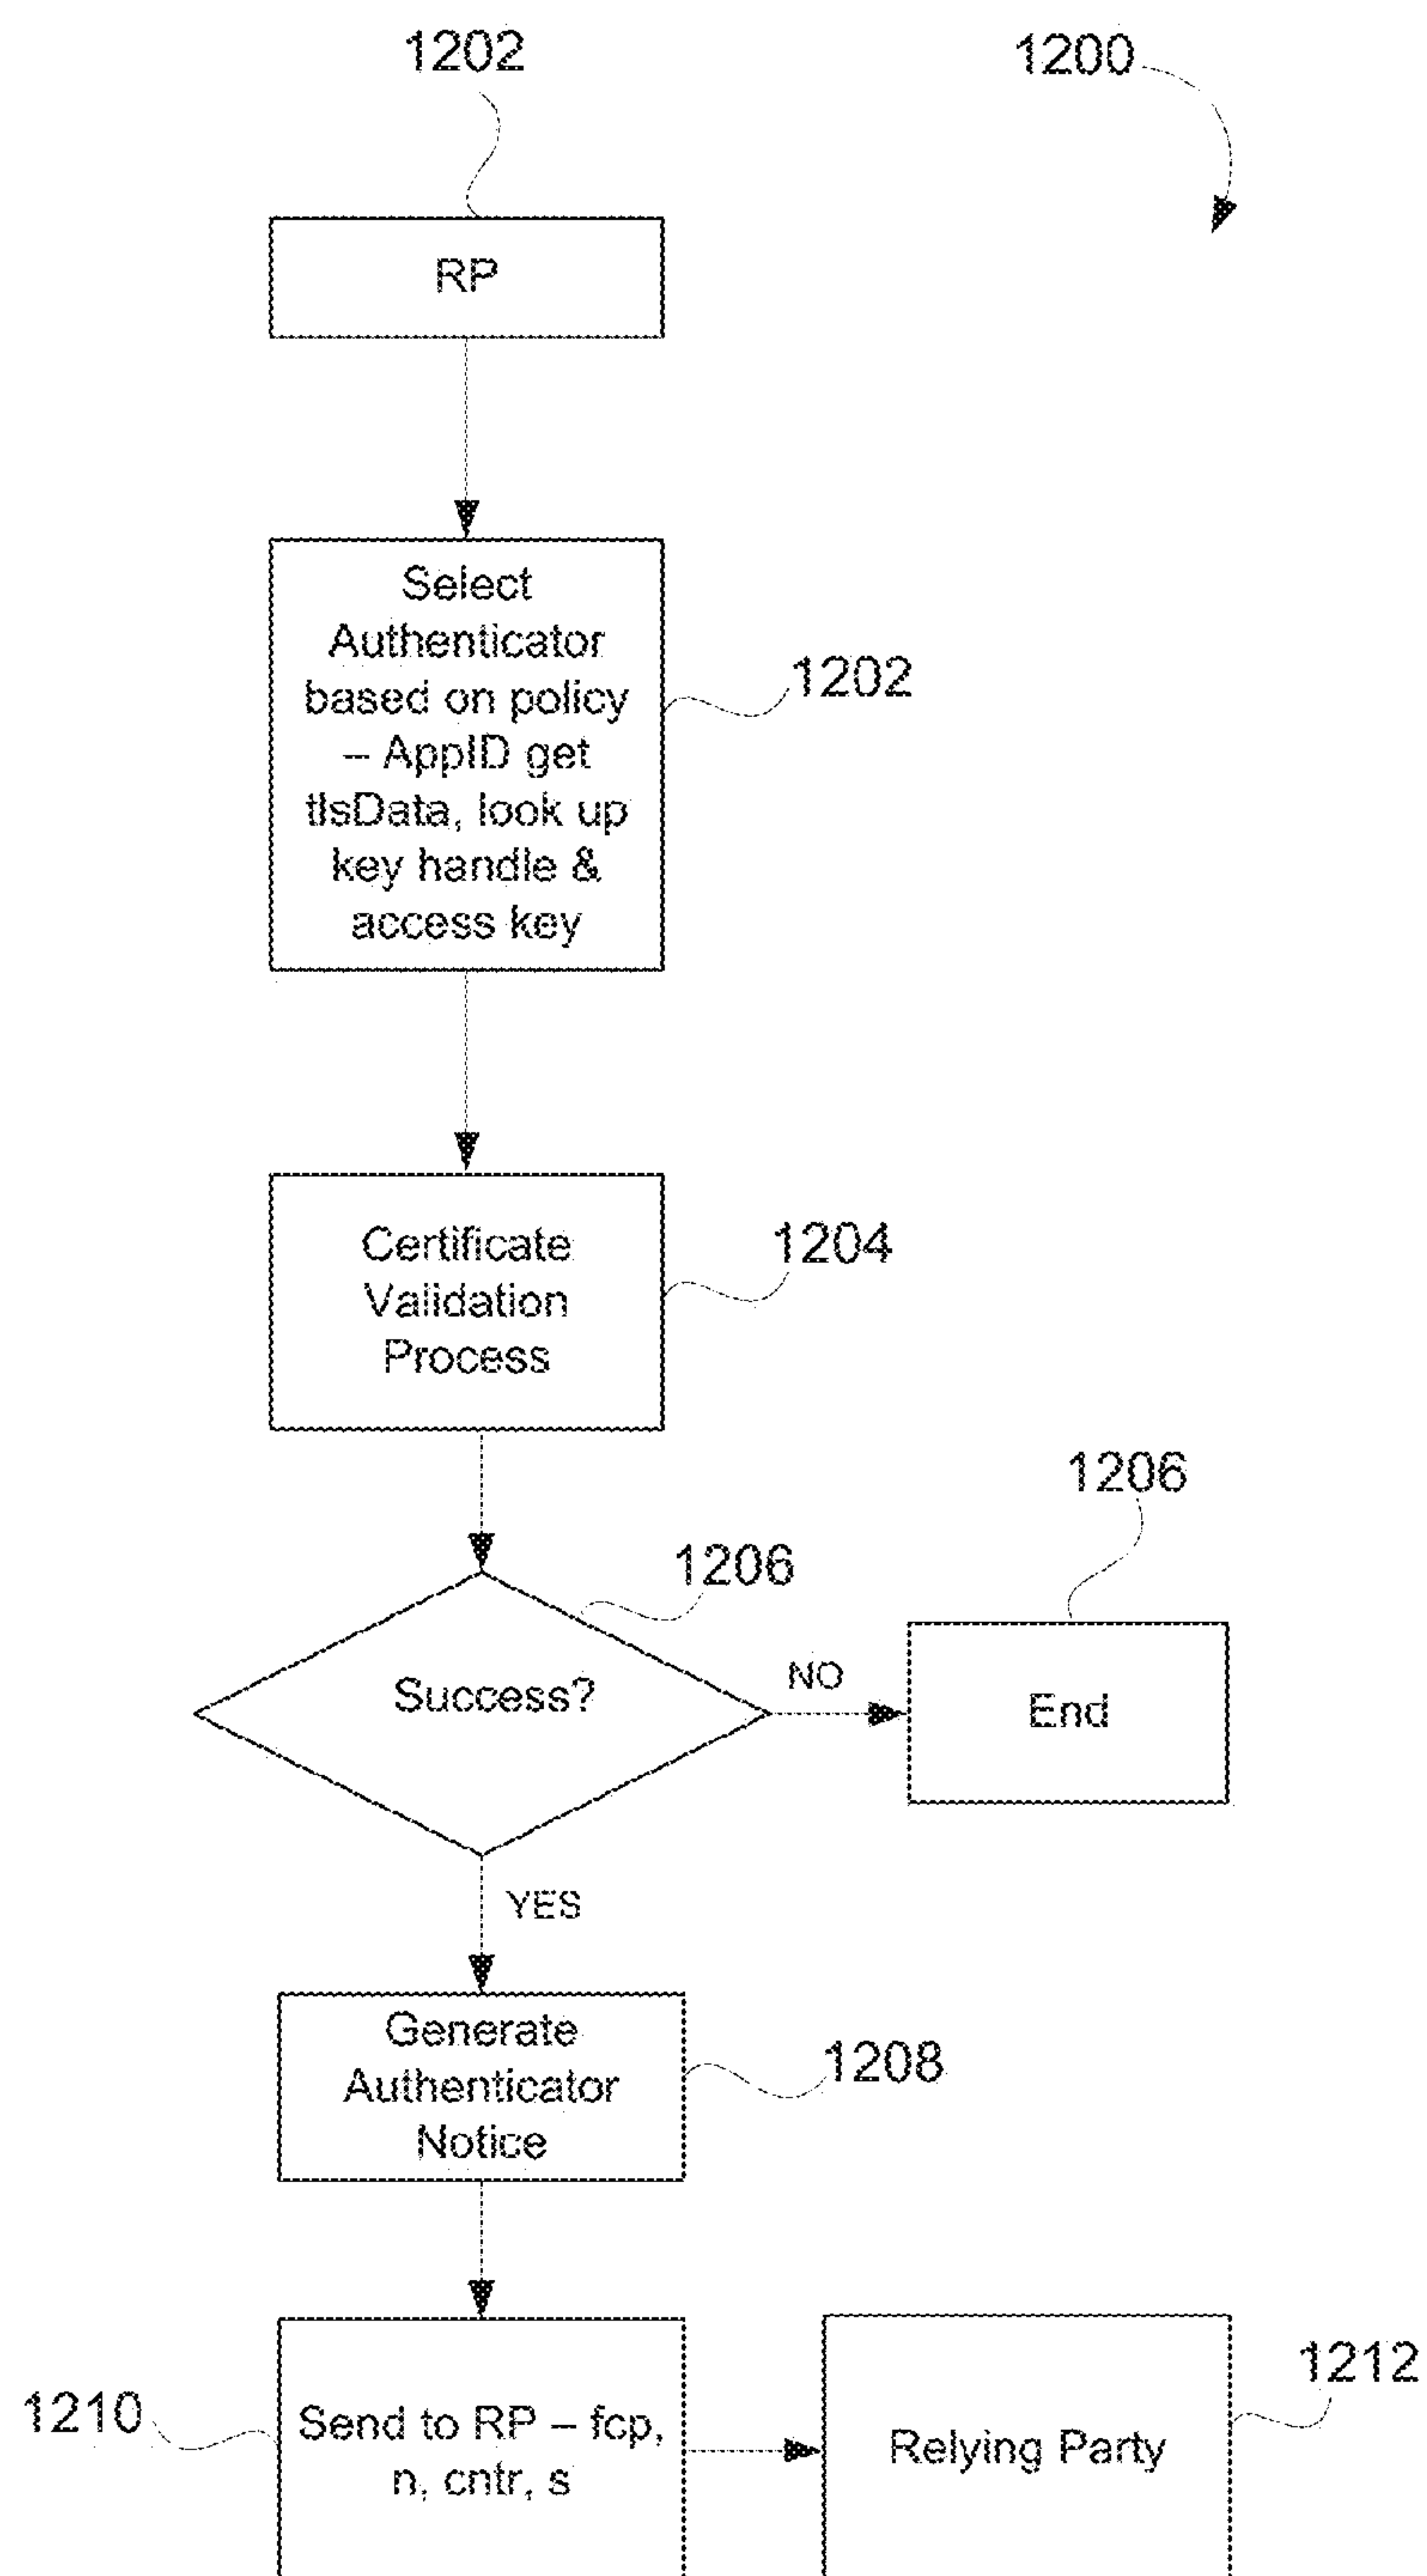 1202
1200
RP
Select
Authenticator
based on policy
– AppID get
tlsData, look up
key handle &
access key
1202
Certificate
Validation
Process
1204
1206
1206
Success?
NO
End
YES
Generate
Authenticator
Notice
1208
1210
Send to RP – fcp,
n, cntr, s
Relying Party
1212